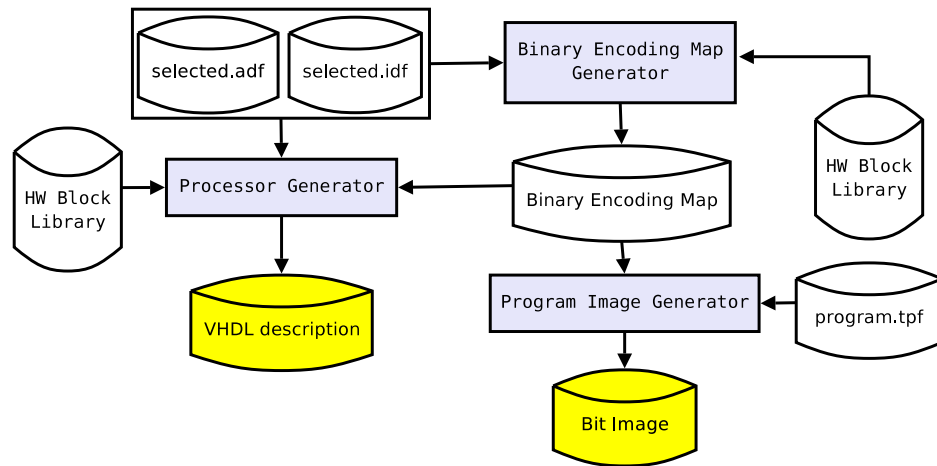 selected.adf
selected.idf
Binary Encoding Map
Generator
HW Block
Library
Processor Generator
Binary Encoding Map
HW Block
Library
VHDL description
Program Image Generator
program.tpf
Bit Image